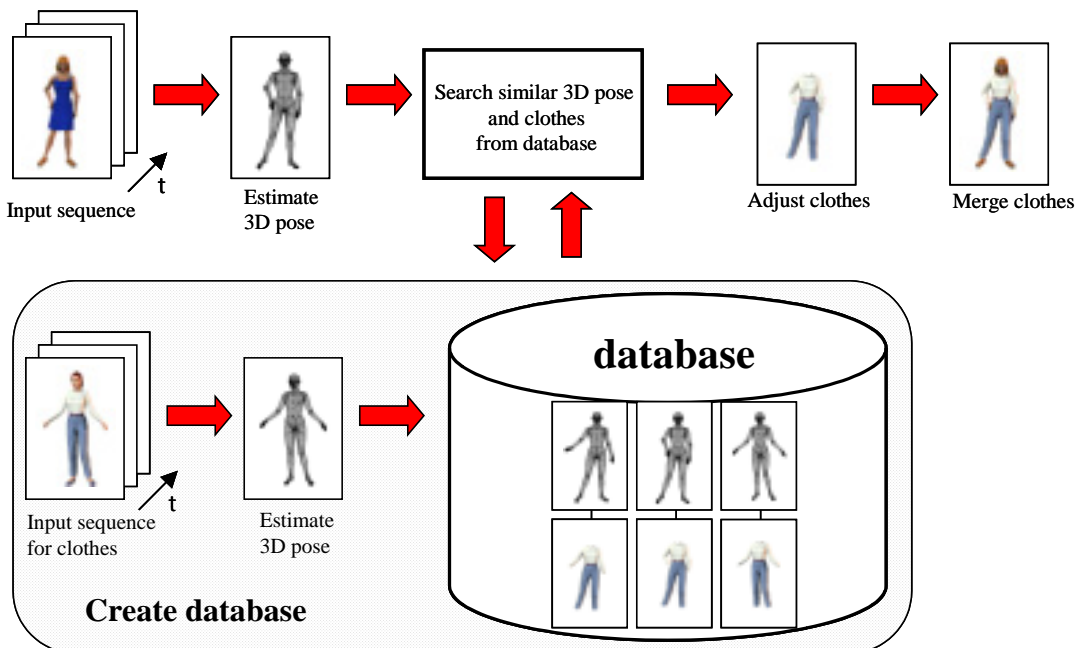 Input sequence
t
Estimate
3D pose
Search similar 3D pose
and clothes
from database
Adjust clothes
Merge clothes
Input sequence
for clothes
t
Estimate
3D pose
database
Create database